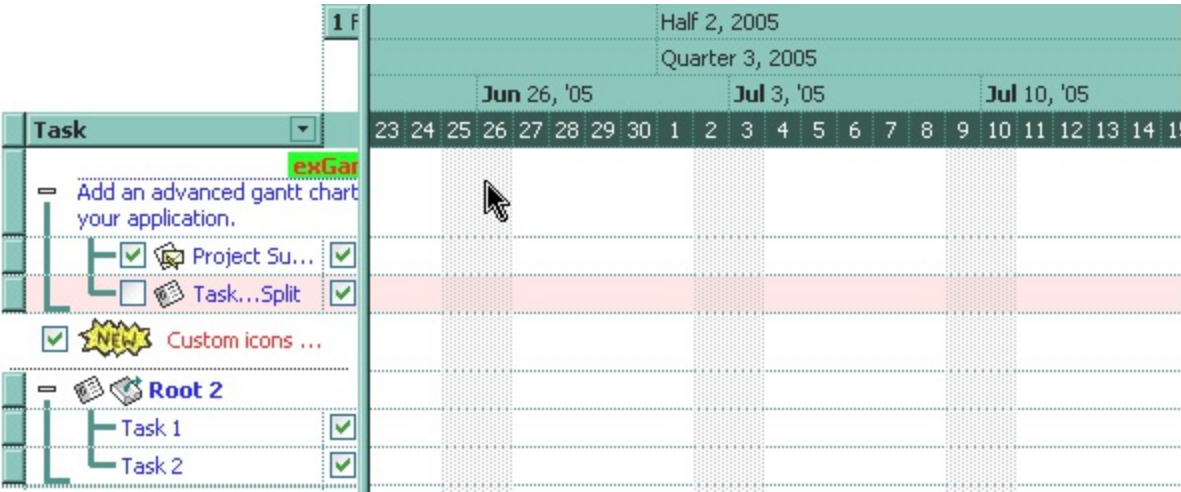 1 F
Half 2, 2005
Quarter 3, 2005
Jun 26, '05 Jul 3, '05 Jul 10, '05
Task
23 24 25 26 27 28 29 30 1 2 3 4 5 6 7 8 9 10 11 12 13 14 15
exGan
Add an advanced gantt chart
your application.
Project Su...
Task...Split
NEW Custom icons ...
Root 2
Task 1
Task 2